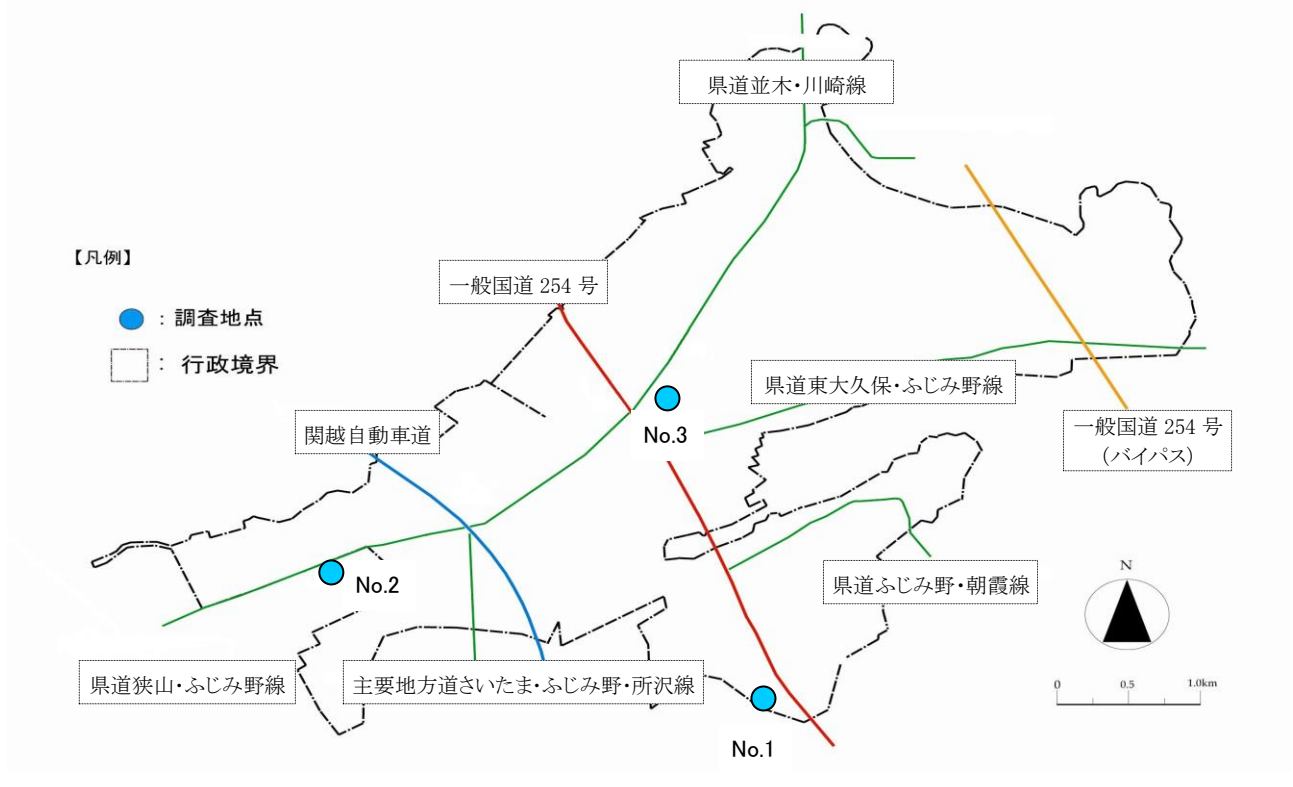 県道並木・川崎線
【凡例】
一般国道 254 号
：調査地点
：行政境界
県道東大久保・ふじみ野線
関越自動車道
No.3
一般国道 254 号
(バイパス)
No.2
県道ふじみ野・朝霞線
N
県道狭山・ふじみ野線
主要地方道さいたま・ふじみ野・所沢線
0 0.5 1.0km
No.1